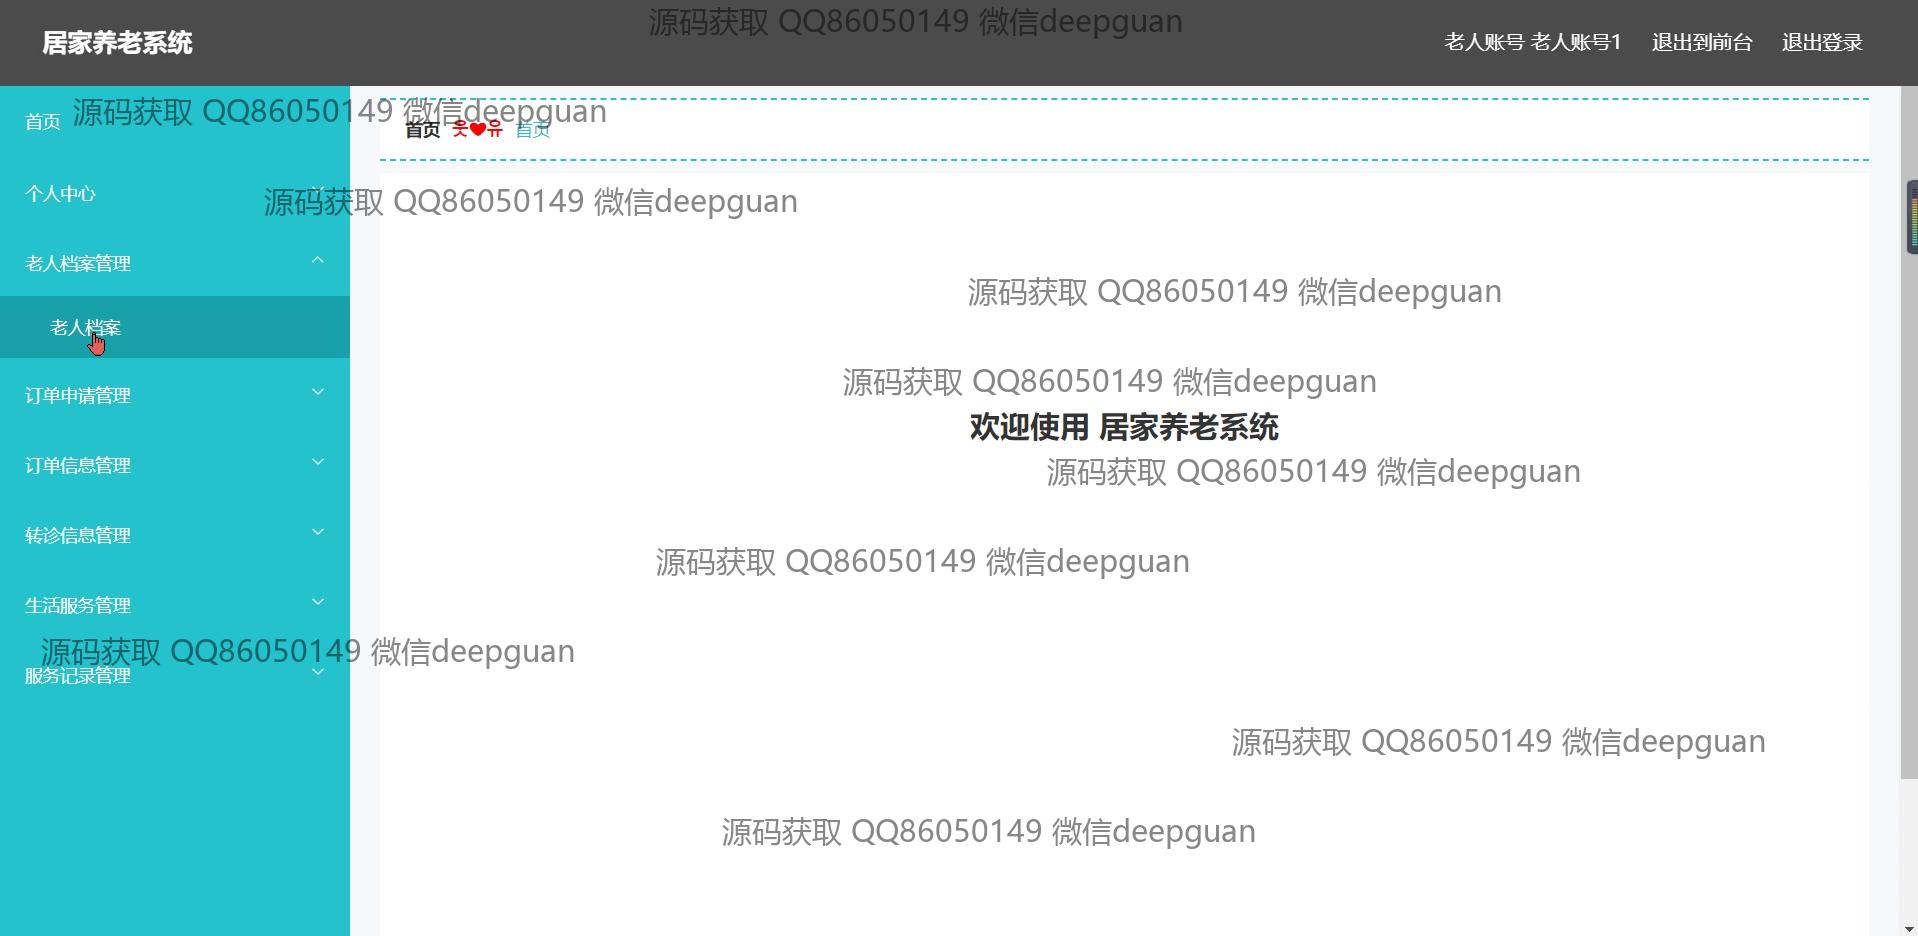 源码获取 QQ86050149 微信deepguan
居家养老系统
老人账号 老人账号1 退出到前台 退出登录
源码获取 QQ86050149 微信deepguan
首页
首页 웃❤유 首页
个人中心
源码获取 QQ86050149 微信deepguan
老人档案管理
源码获取 QQ86050149 微信deepguan
老人档案
源码获取 QQ86050149 微信deepguan
订单申请管理
欢迎使用 居家养老系统
订单信息管理
源码获取 QQ86050149 微信deepguan
转诊信息管理
源码获取 QQ86050149 微信deepguan
生活服务管理
源码获取 QQ86050149 微信deepguan
服务记录管理
源码获取 QQ86050149 微信deepguan
源码获取 QQ86050149 微信deepguan